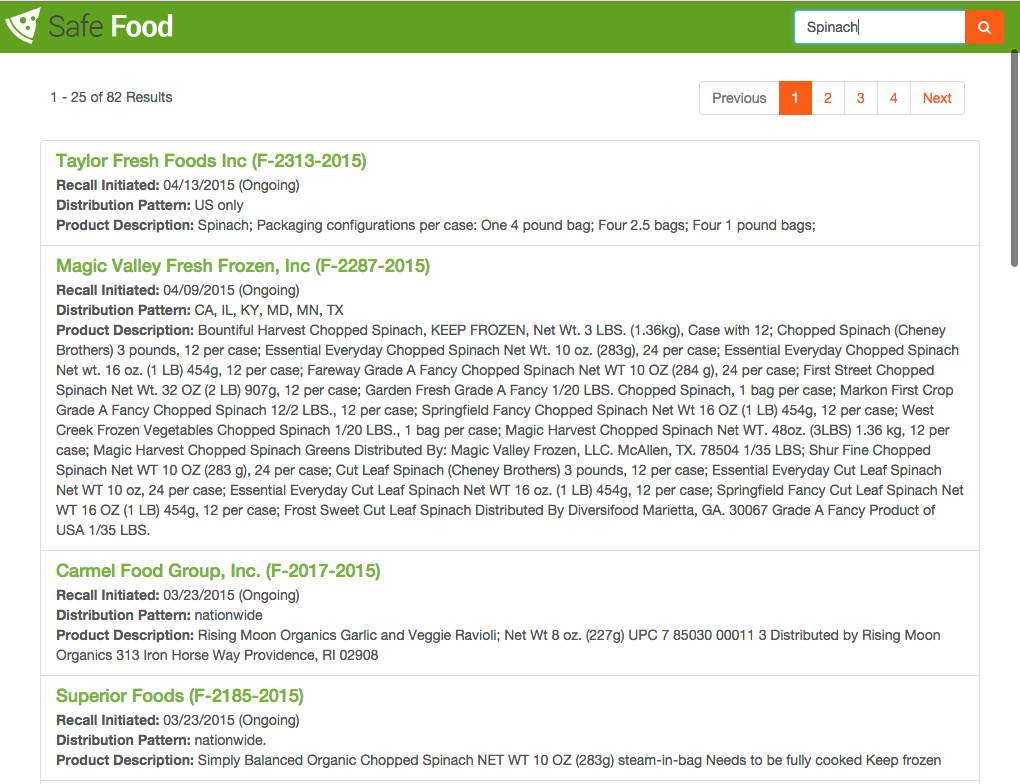 Safe Food
Spinach
1 - 25 of 82 Results
Previous 1 2 3 4 Next
Taylor Fresh Foods Inc (F-2313-2015)
Recall Initiated: 04/13/2015 (Ongoing)
Distribution Pattern: US only
Product Description: Spinach; Packaging configurations per case: One 4 pound bag; Four 2.5 bags; Four 1 pound bags;
Magic Valley Fresh Frozen, Inc (F-2287-2015)
Recall Initiated: 04/09/2015 (Ongoing)
Distribution Pattern: CA, IL, KY, MD, MN, TX
Product Description: Bountiful Harvest Chopped Spinach, KEEP FROZEN, Net Wt. 3 LBS. (1.36kg), Case with 12; Chopped Spinach (Cheney
Brothers) 3 pounds, 12 per case; Essential Everyday Chopped Spinach Net Wt. 10 oz. (283g), 24 per case; Essential Everyday Chopped Spinach
Net wt. 16 oz. (1 LB) 454g, 12 per case; Fareway Grade A Fancy Chopped Spinach Net WT 10 OZ (284 g), 24 per case; First Street Chopped
Spinach Net Wt. 32 OZ (2 LB) 907g, 12 per case; Garden Fresh Grade A Fancy 1/20 LBS. Chopped Spinach, 1 bag per case; Markon First Crop
Grade A Fancy Chopped Spinach 12/2 LBS., 12 per case; Springfield Fancy Chopped Spinach Net Wt 16 OZ (1 LB) 454g, 12 per case; West
Creek Frozen Vegetables Chopped Spinach 1/20 LBS., 1 bag per case; Magic Harvest Chopped Spinach Net WT. 48oz. (3LBS) 1.36 kg, 12 per
case; Magic Harvest Chopped Spinach Greens Distributed By: Magic Valley Frozen, LLC. McAllen, TX. 78504 1/35 LBS; Shur Fine Chopped
Spinach Net WT 10 OZ (283 g), 24 per case; Cut Leaf Spinach (Cheney Brothers) 3 pounds, 12 per case; Essential Everyday Cut Leaf Spinach
Net WT 10 oz, 24 per case; Essential Everyday Cut Leaf Spinach Net WT 16 oz. (1 LB) 454g, 12 per case; Springfield Fancy Cut Leaf Spinach Net
WT 16 OZ (1 LB) 454g, 12 per case; Frost Sweet Cut Leaf Spinach Distributed By Diversifood Marietta, GA. 30067 Grade A Fancy Product of
USA 1/35 LBS.
Carmel Food Group, Inc. (F-2017-2015)
Recall Initiated: 03/23/2015 (Ongoing)
Distribution Pattern: nationwide
Product Description: Rising Moon Organics Garlic and Veggie Ravioli; Net Wt 8 oz. (227g) UPC 7 85030 00011 3 Distributed by Rising Moon
Organics 313 Iron Horse Way Providence, RI 02908
Superior Foods (F-2185-2015)
Recall Initiated: 03/23/2015 (Ongoing)
Distribution Pattern: nationwide.
Product Description: Simply Balanced Organic Chopped Spinach NET WT 10 OZ (283g) steam-in-bag Needs to be fully cooked Keep frozen